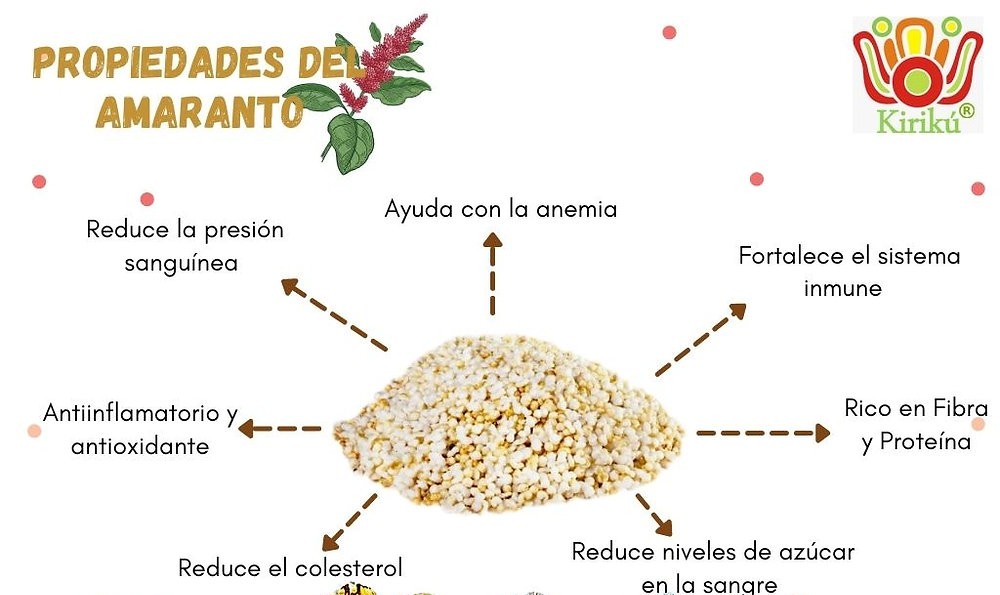 PROPIEDADES DEL
AMARANTO
Kirikú®
Ayuda con la anemia
Reduce la presión
sanguínea
Fortalece el sistema
inmune
Antiinflamatorio y
antioxidante
Rico en Fibra
y Proteína
Reduce el colesterol
Reduce niveles de azúcar
en la sangre